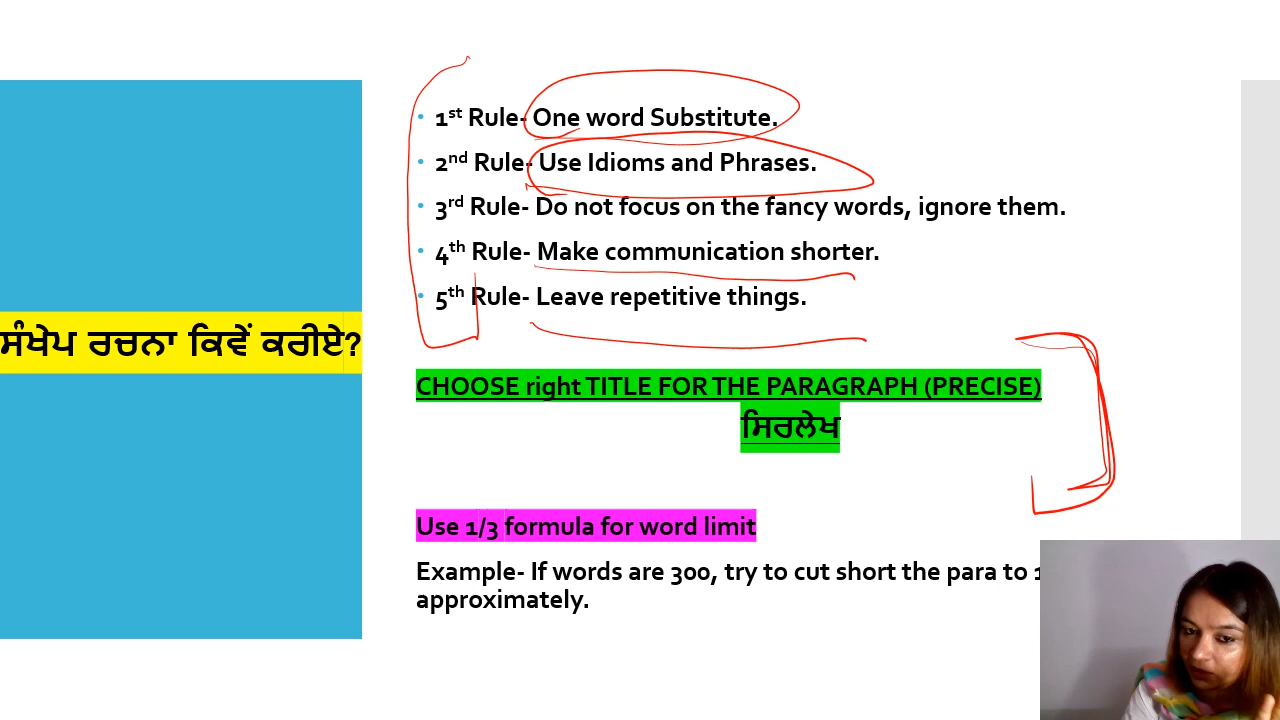 • 1st Rule- One word Substitute.
• 2nd Rule- Use Idioms and Phrases.
• 3rd Rule- Do not focus on the fancy words, ignore them.
• 4th Rule- Make communication shorter.
• 5th Rule- Leave repetitive things.
ਸੰਖੇਪ ਰਚਨਾ ਕਿਵੇਂ ਕਰੀਏ?
CHOOSE right TITLE FOR THE PARAGRAPH (PRECISE)
ਸਿਰਲੇਖ
Use 1/3 formula for word limit
Example- If words are 300, try to cut short the para to
approximately.